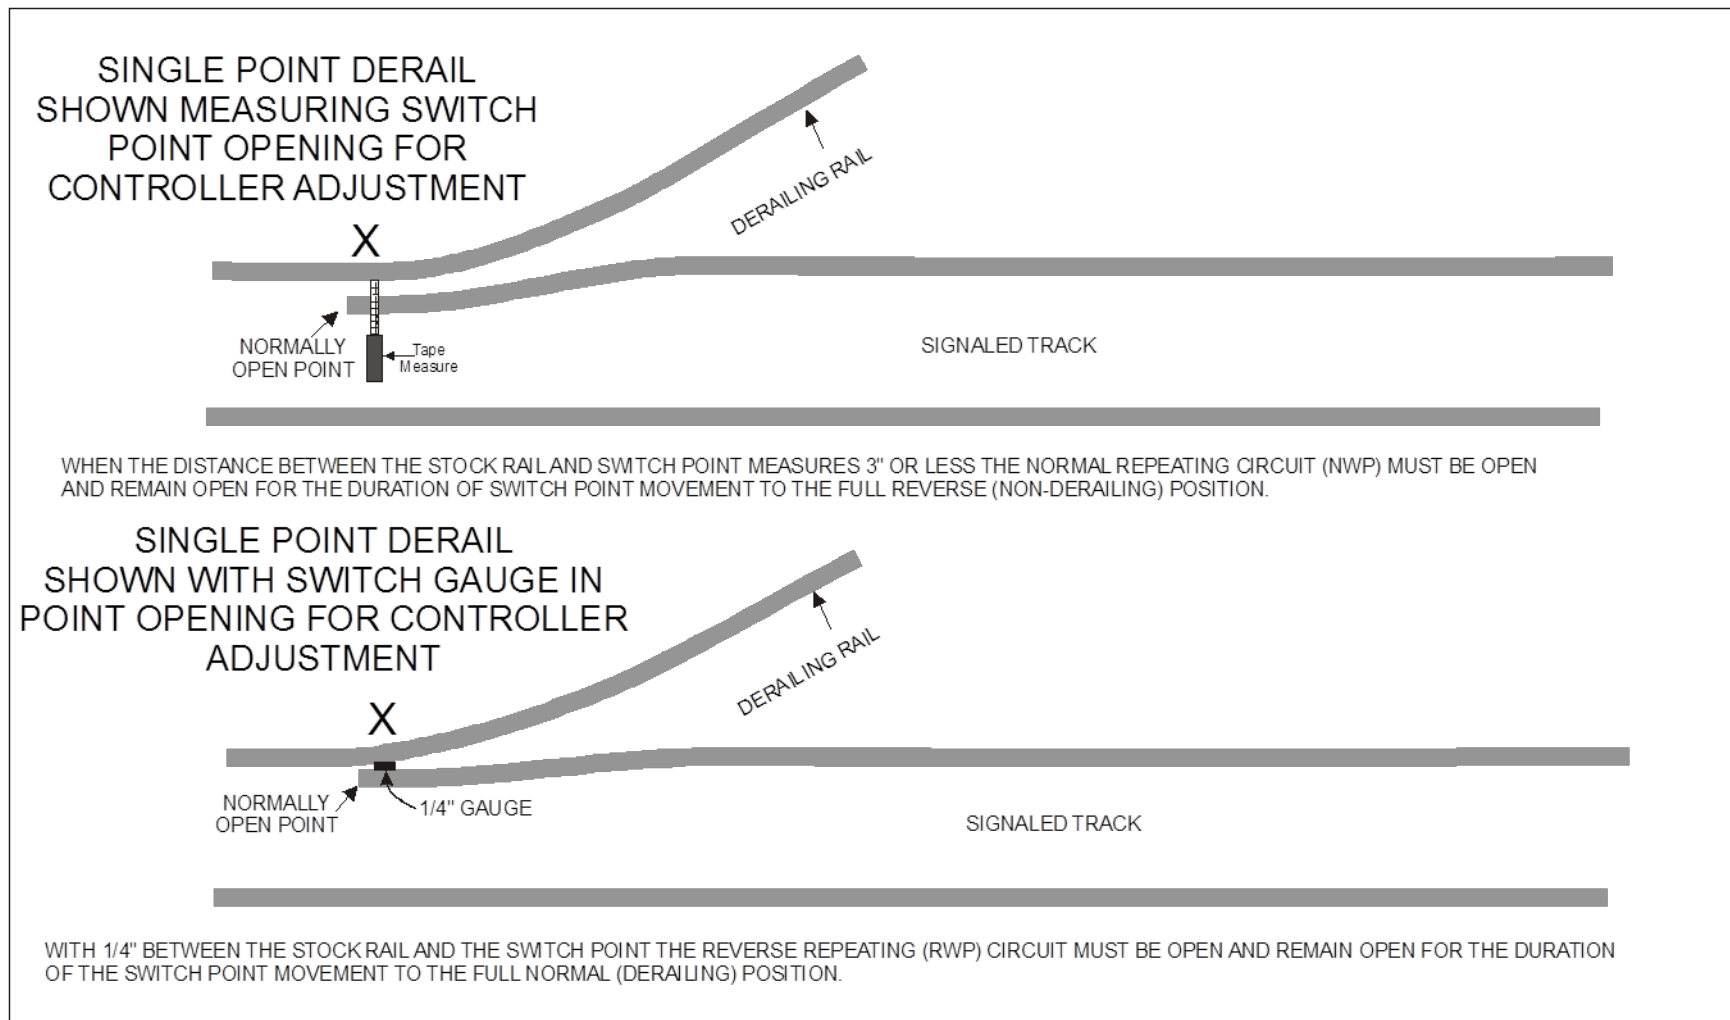 SINGLE POINT DERAIL
SHOWN MEASURING SWITCH
POINT OPENING FOR
CONTROLLER ADJUSTMENT
X
DERAILING RAIL
NORMALLY
OPEN POINT
Tape
Measure
SIGNALED TRACK
WHEN THE DISTANCE BETWEEN THE STOCK RAIL AND SWITCH POINT MEASURES 3" OR LESS THE NORMAL REPEATING CIRCUIT (NWP) MUST BE OPEN
AND REMAIN OPEN FOR THE DURATION OF SWITCH POINT MOVEMENT TO THE FULL REVERSE (NON-DERAILING) POSITION.
SINGLE POINT DERAIL
SHOWN WITH SWITCH GAUGE IN
POINT OPENING FOR CONTROLLER
ADJUSTMENT
X
DERAILING RAIL
NORMALLY
OPEN POINT
1/4" GAUGE
SIGNALED TRACK
WITH 1/4" BETWEEN THE STOCK RAIL AND THE SWITCH POINT THE REVERSE REPEATING (RWP) CIRCUIT MUST BE OPEN AND REMAIN OPEN FOR THE DURATION
OF THE SWITCH POINT MOVEMENT TO THE FULL NORMAL (DERAILING) POSITION.